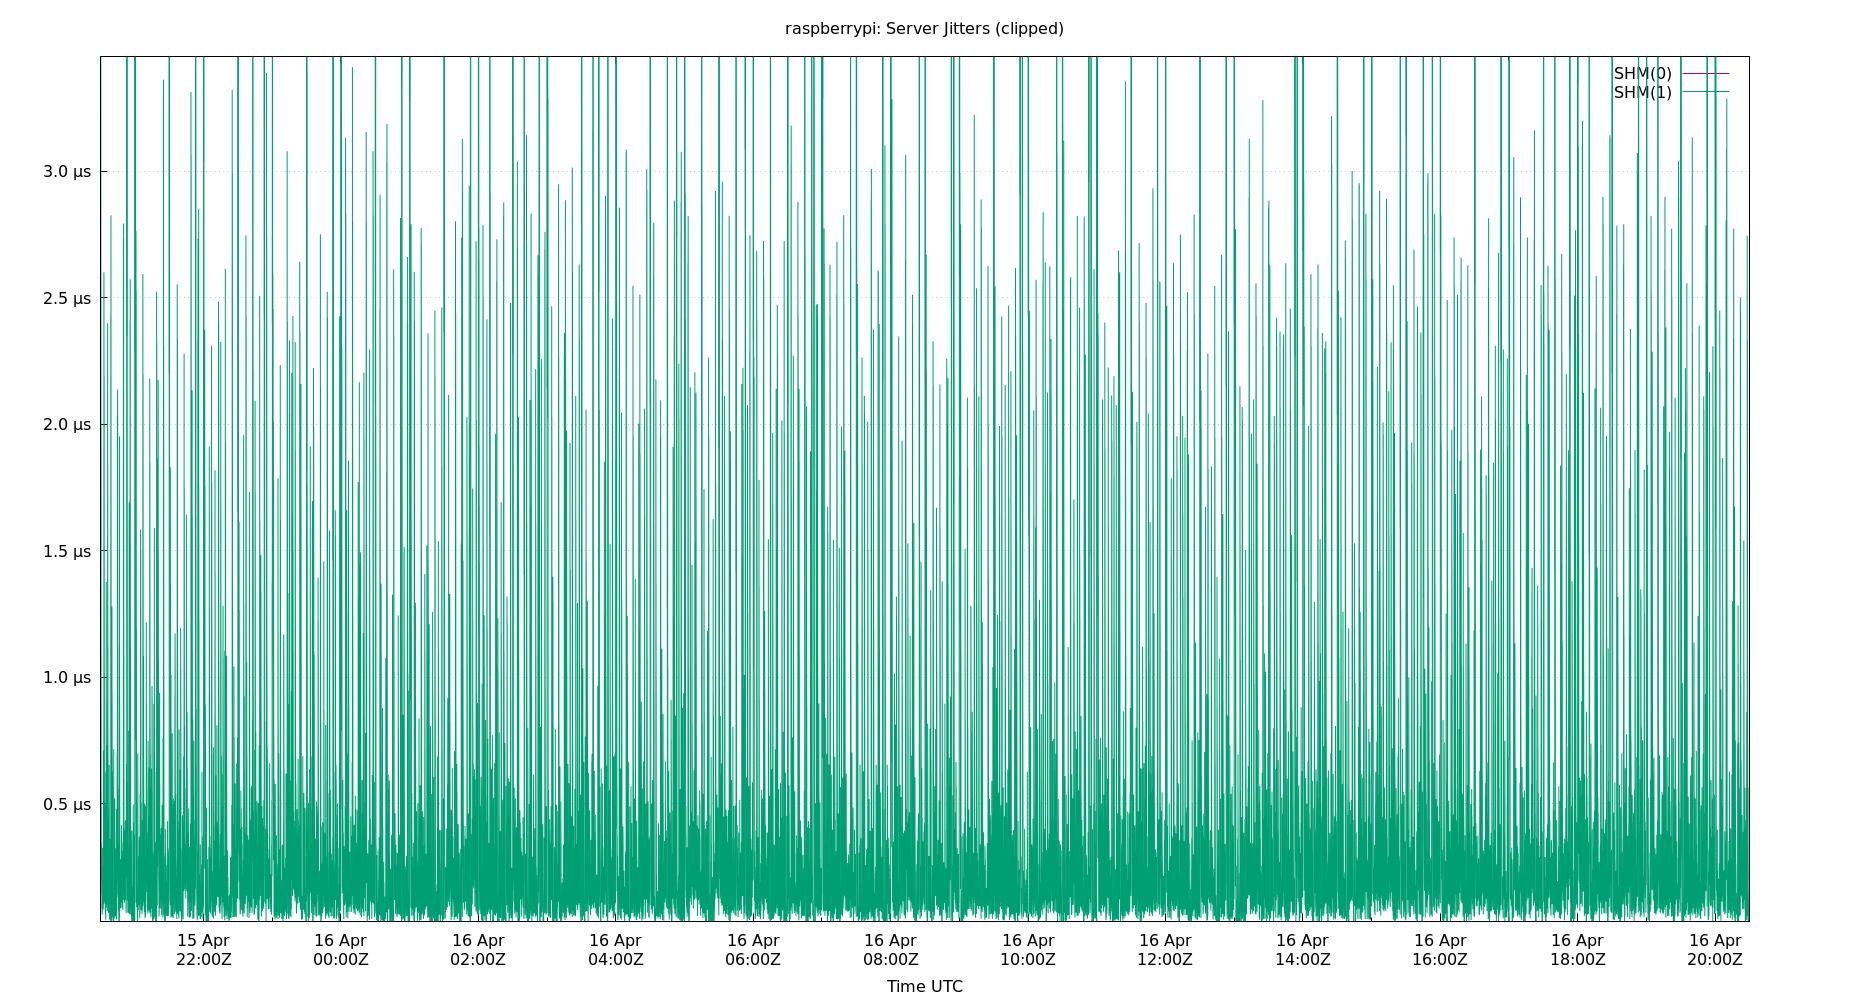 raspberrypi: Server Jitters (clipped)
SHM(0)
SHM(1)
3.0 µs
2.5 µs
2.0 µs
1.5 µs
1.0 µs
0.5 µs
15 Apr 16 Apr 16 Apr 16 Apr 16 Apr 16 Apr 16 Apr 16 Apr 16 Apr 16 Apr 16 Apr 16 Apr
22:00Z 00:00Z 02:00Z 04:00Z 06:00Z 08:00Z 10:00Z 12:00Z 14:00Z 16:00Z 18:00Z 20:00Z
Time UTC